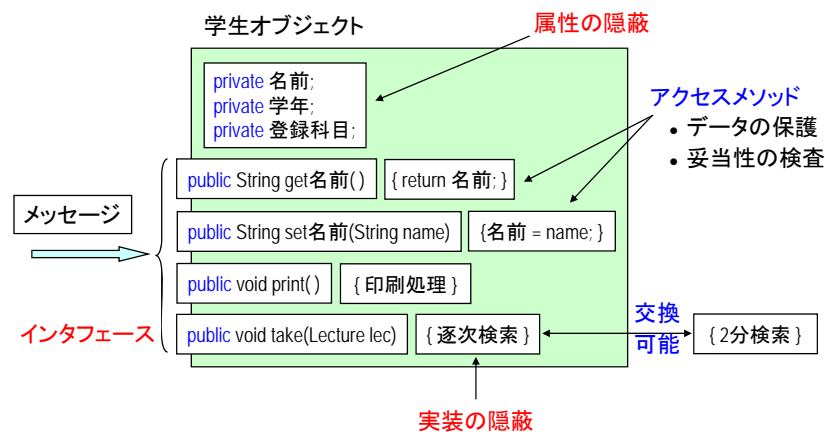 学生オブジェクト
属性の隠蔽
private 名前;
private 学年;
private 登録科目;
アクセスメソッド
• データの保護
• 妥当性の検査
public String get名前( )
{ return 名前; }
メッセージ
public String set名前(String name)
{名前 = name; }
public void print( )
{ 印刷処理 }
インタフェース
public void take(Lecture lec)
{ 逐次検索 }
交換
可能
{ 2分検索 }
実装の隠蔽